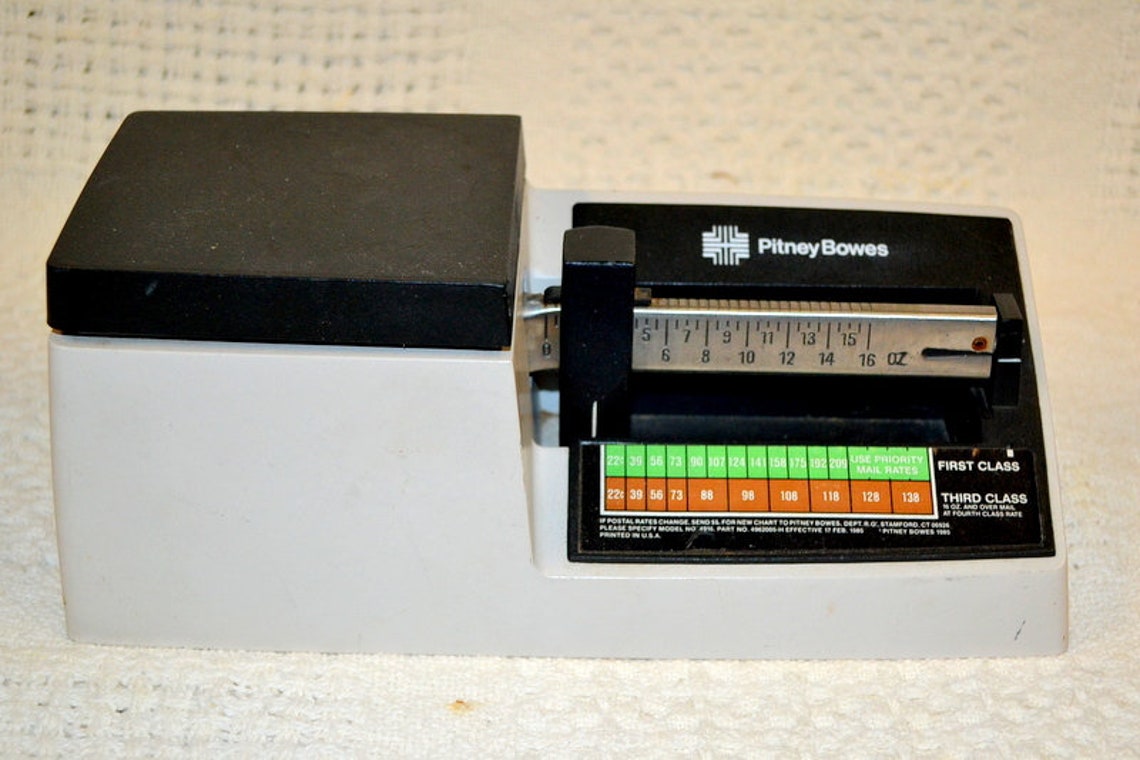 Pitney Bowes
5 7 9 11 13 15
0 6 8 10 12 14 16 OZ
22¢ 39 56 73 90 107 124 141 158 175 192 209 USE PRIORITY
MAIL RATES
FIRST CLASS
22¢ 39 56 73 88 98 108 118 128 138 THIRD CLASS
16 OZ. AND OVER MAIL
AT FOURTH CLASS RATE
IF POSTAL RATES CHANGE, SEND $5. FOR NEW CHART TO PITNEY BOWES, DEPT. R.O., STAMFORD, CT 06926
PLEASE SPECIFY MODEL NO. 4916. PART NO. 4962005-H EFFECTIVE 17 FEB. 1985 PITNEY BOWES 1985
PRINTED IN U.S.A.